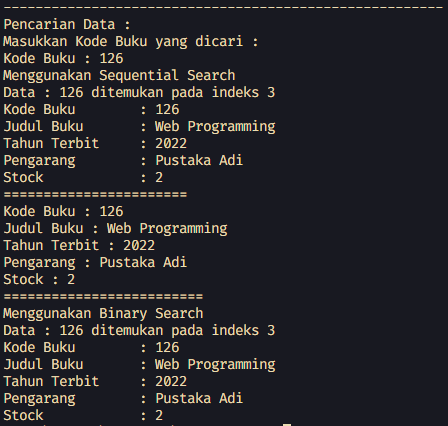 --------------------------------------------------------
Pencarian Data :
Masukkan Kode Buku yang dicari :
Kode Buku : 126
Menggunakan Sequential Search
Data : 126 ditemukan pada indeks 3
Kode Buku        : 126
Judul Buku       : Web Programming
Tahun Terbit     : 2022
Pengarang        : Pustaka Adi
Stock            : 2
=======================
Kode Buku : 126
Judul Buku : Web Programming
Tahun Terbit : 2022
Pengarang : Pustaka Adi
Stock : 2
=========================
Menggunakan Binary Search
Data : 126 ditemukan pada indeks 3
Kode Buku        : 126
Judul Buku       : Web Programming
Tahun Terbit     : 2022
Pengarang        : Pustaka Adi
Stock            : 2